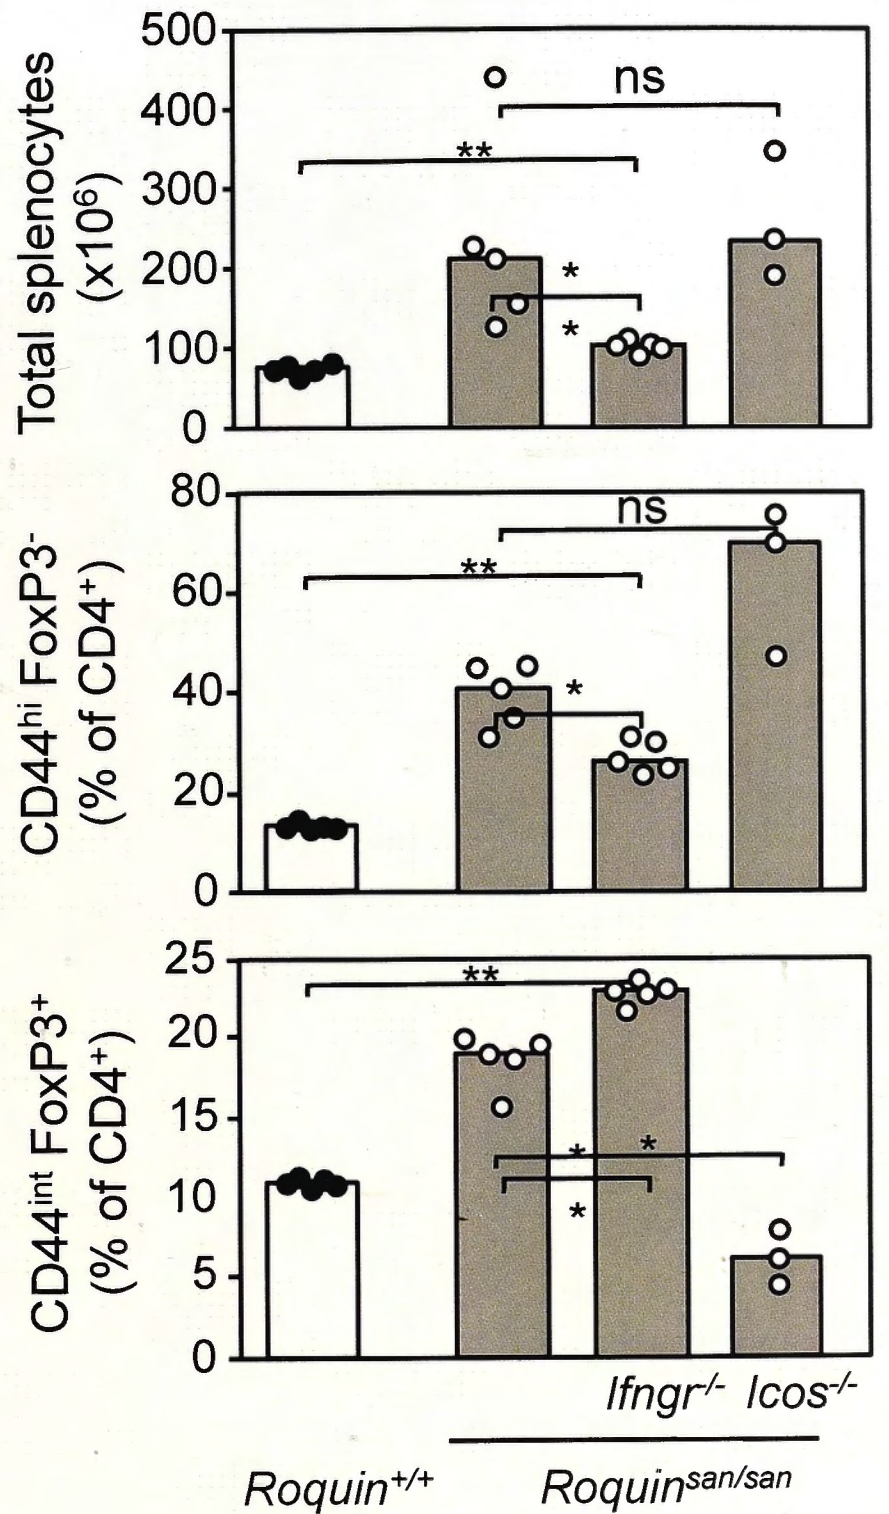 Total splenocytes
(x10⁶)
500
400
300
200
100
0
ns
**
*
*
CD44ʰⁱ FoxP3⁻
(% of CD4⁺)
80
60
40
20
0
ns
**
*
CD44ⁱⁿᵗ FoxP3⁺
(% of CD4⁺)
25
20
15
10
5
0
**
* *
*
Ifngr⁻/⁻ Icos⁻/⁻
Roquin⁺/⁺ Roquinˢᵃⁿ/ˢᵃⁿ